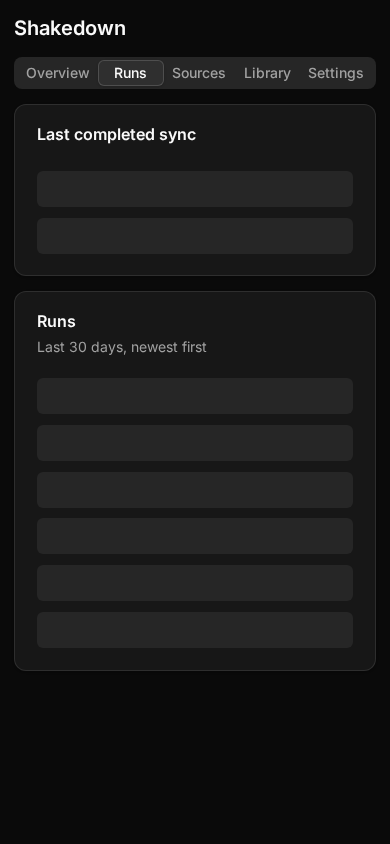 Shakedown
Overview Runs Sources Library Settings
Last completed sync
Runs
Last 30 days, newest first